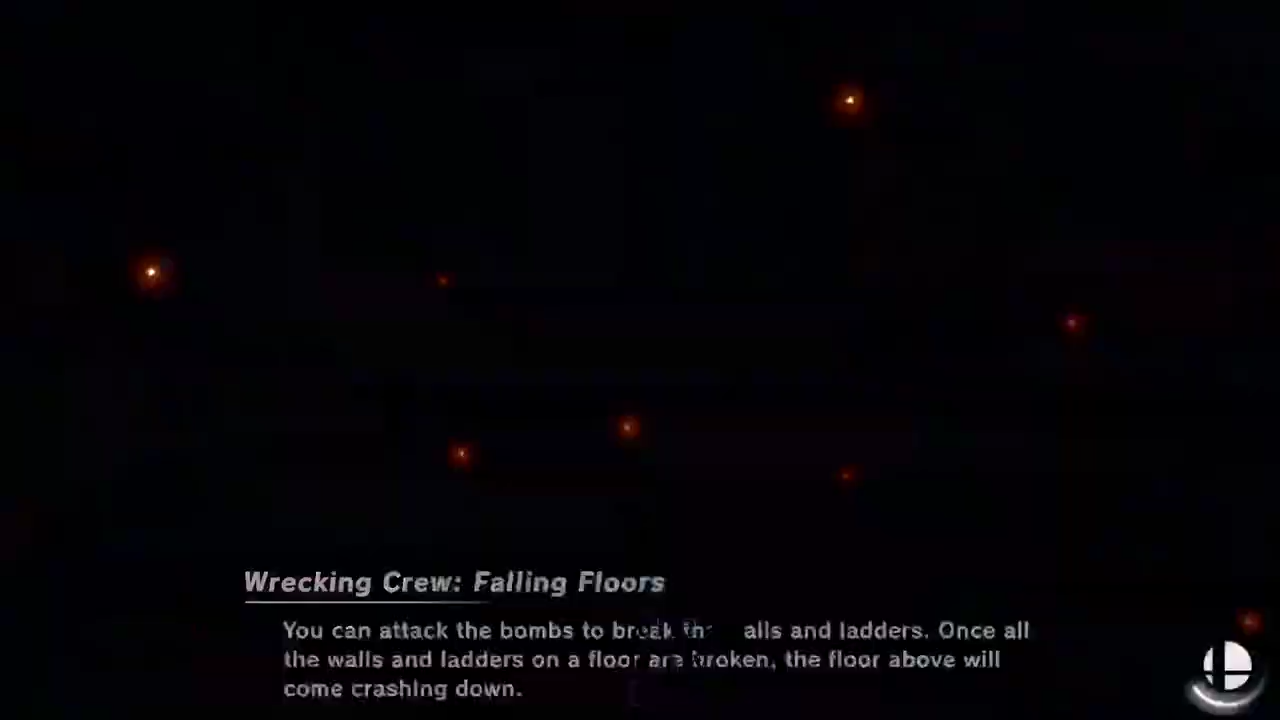 Wrecking Crew: Falling Floors
You can attack the bombs to break alls and ladders. Once all
the walls and ladders on a floor are broken, the floor above will
come crashing down.